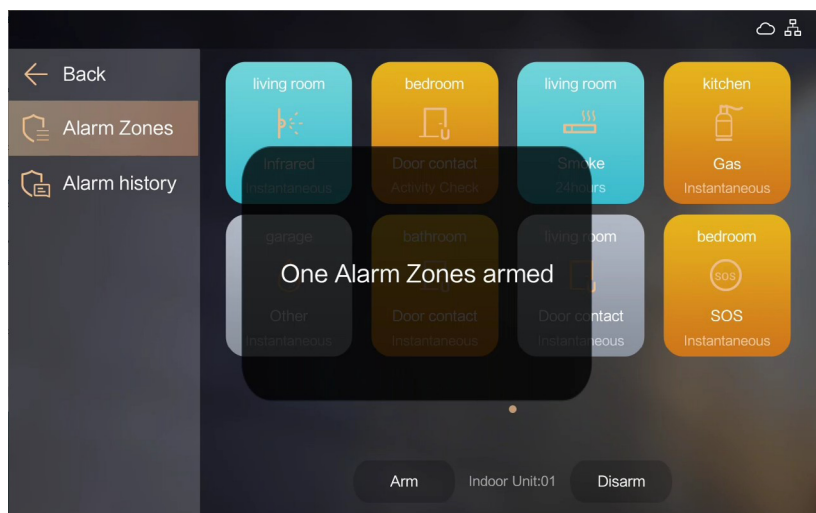 Back
Alarm Zones
Alarm history
living room
Infrared
Instantaneous
bedroom
Door contact
Activity Check
living room
Smoke
24hours
kitchen
Gas
Instantaneous
garage
Other
Instantaneous
bathroom
Door contact
Instantaneous
living room
Door contact
Instantaneous
bedroom
SOS
SOS
Instantaneous
One Alarm Zones armed
Arm
Indoor Unit:01
Disarm